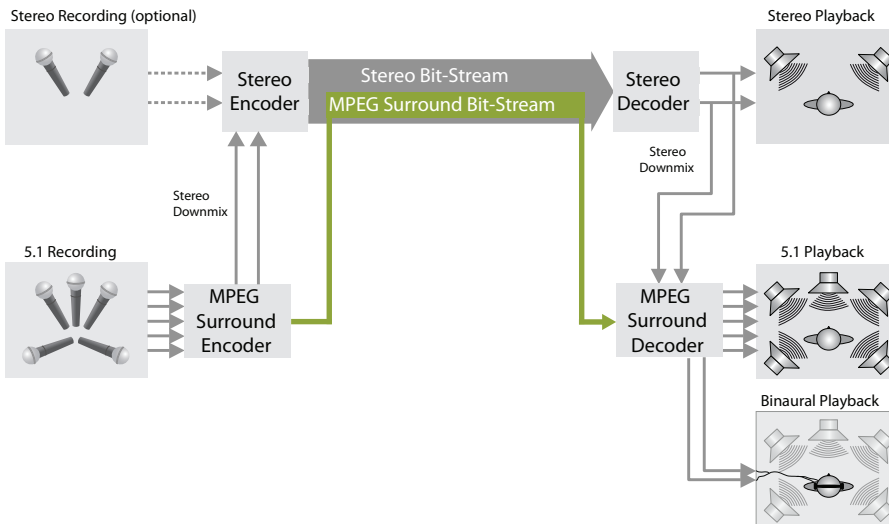 Stereo Recording (optional)
Stereo Playback
Stereo
Encoder
Stereo Bit-Stream
MPEG Surround Bit-Stream
Stereo
Decoder
Stereo
Downmix
Stereo
Downmix
5.1 Recording
5.1 Playback
MPEG
Surround
Encoder
MPEG
Surround
Decoder
Binaural Playback